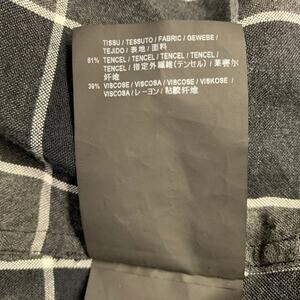 TISSU / TESSUTO / FABRIC / GEWEBE /
TEJIDO / 表地 / 面料
61% TENCEL / TENCEL / TENCEL / TENCEL /
TENCEL / 指定外繊維(テンセル) / 莱赛尔
纤维
39% VISCOSE / VISCOSA / VISCOSE / VISKOSE /
VISCOSA / レーヨン / 粘胶纤维